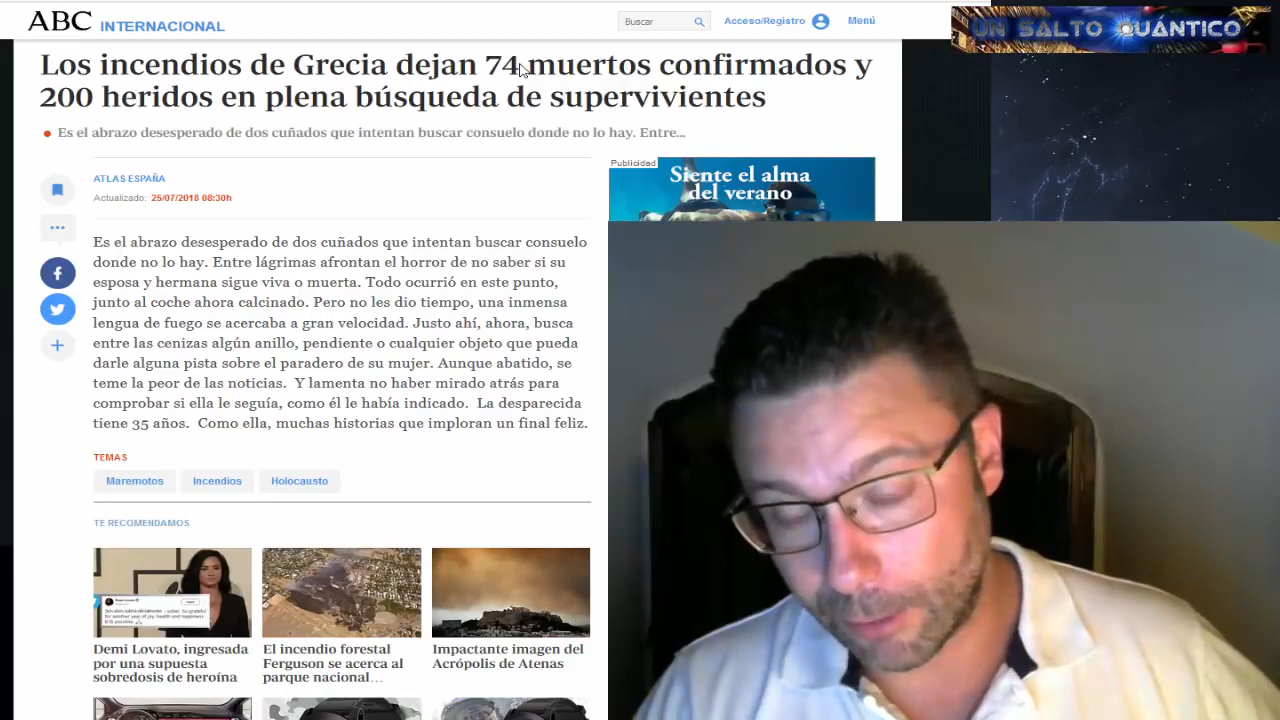 ABC INTERNACIONAL
Buscar
Acceso/Registro
Menú
UN SALTO QUÁNTICO
Los incendios de Grecia dejan 74 muertos confirmados y
200 heridos en plena búsqueda de supervivientes
Es el abrazo desesperado de dos cuñados que intentan buscar consuelo donde no lo hay. Entre...
ATLAS ESPAÑA
Actualizado: 25/07/2018 08:30h
Publicidad
Siente el alma
del verano
Es el abrazo desesperado de dos cuñados que intentan buscar consuelo
donde no lo hay. Entre lágrimas afrontan el horror de no saber si su
esposa y hermana sigue viva o muerta. Todo ocurrió en este punto,
junto al coche ahora calcinado. Pero no les dio tiempo, una inmensa
lengua de fuego se acercaba a gran velocidad. Justo ahí, ahora, busca
entre las cenizas algún anillo, pendiente o cualquier objeto que pueda
darle alguna pista sobre el paradero de su mujer. Aunque abatido, se
teme la peor de las noticias. Y lamenta no haber mirado atrás para
comprobar si ella le seguía, como él le había indicado. La desparecida
tiene 35 años. Como ella, muchas historias que imploran un final feliz.
TEMAS
Maremotos
Incendios
Holocausto
TE RECOMENDAMOS
Demi Lovato, ingresada
por una supuesta
sobredosis de heroína
El incendio forestal
Ferguson se acerca al
parque nacional...
Impactante imagen del
Acrópolis de Atenas